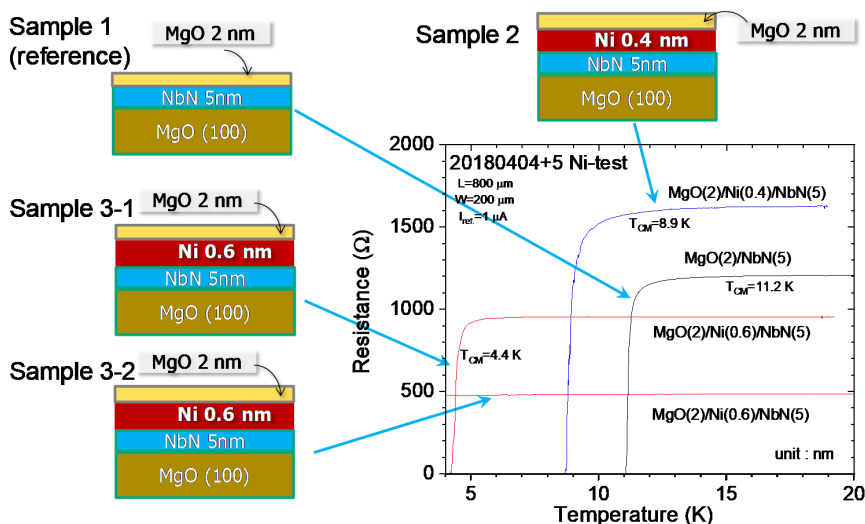 Sample 1
(reference)
MgO 2 nm
NbN 5nm
MgO (100)
Sample 2
MgO 2 nm
Ni 0.4 nm
NbN 5nm
MgO (100)
Sample 3-1
MgO 2 nm
Ni 0.6 nm
NbN 5nm
MgO (100)
Sample 3-2
MgO 2 nm
Ni 0.6 nm
NbN 5nm
MgO (100)
2000
1500
1000
500
0
Resistance (Ω)
20180404+5 Ni-test
L=800 μm
W=200 μm
I_ref.=1 μA
MgO(2)/Ni(0.4)/NbN(5)
T_CM=8.9 K
MgO(2)/NbN(5)
T_CM=11.2 K
MgO(2)/Ni(0.6)/NbN(5)
T_CM=4.4 K
MgO(2)/Ni(0.6)/NbN(5)
unit : nm
5
10
15
20
Temperature (K)